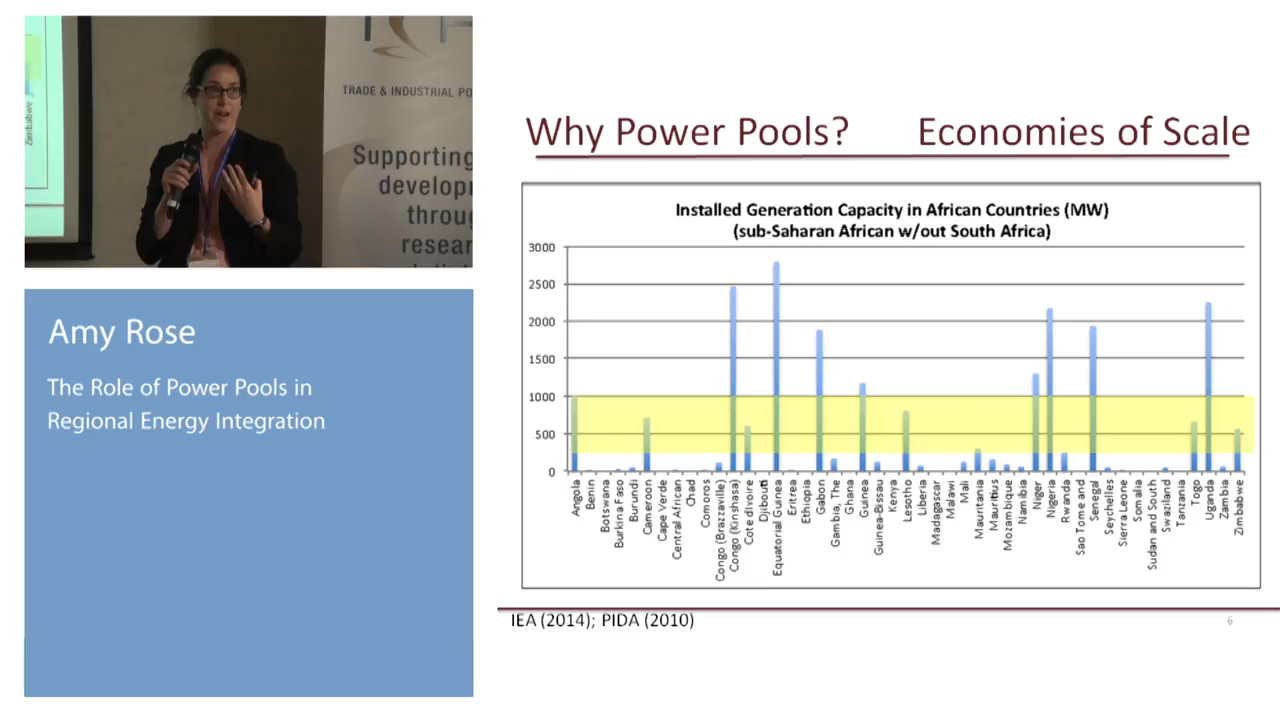 Zimbabwe
TRADE & INDUSTRIAL PO
Supporting
develop
throug
resear
Amy Rose
The Role of Power Pools in
Regional Energy Integration
Why Power Pools? Economies of Scale
Installed Generation Capacity in African Countries (MW)
(sub-Saharan African w/out South Africa)
3000
2500
2000
1500
1000
500
0
Angola
Benin
Botswana
Burkina Faso
Burundi
Cameroon
Cape Verde
Central African
Chad
Comoros
Congo (Brazzaville)
Congo (Kinshasa)
Cote dIvoire
Djibouti
Equatorial Guinea
Eritrea
Ethiopia
Gabon
Gambia, The
Ghana
Guinea
Guinea-Bissau
Kenya
Lesotho
Liberia
Madagascar
Malawi
Mali
Mauritania
Mauritius
Mozambique
Namibia
Niger
Nigeria
Rwanda
Sao Tome and
Senegal
Seychelles
Sierra Leone
Somalia
Sudan and South
Swaziland
Tanzania
Togo
Uganda
Zambia
Zimbabwe
IEA (2014); PIDA (2010)
6